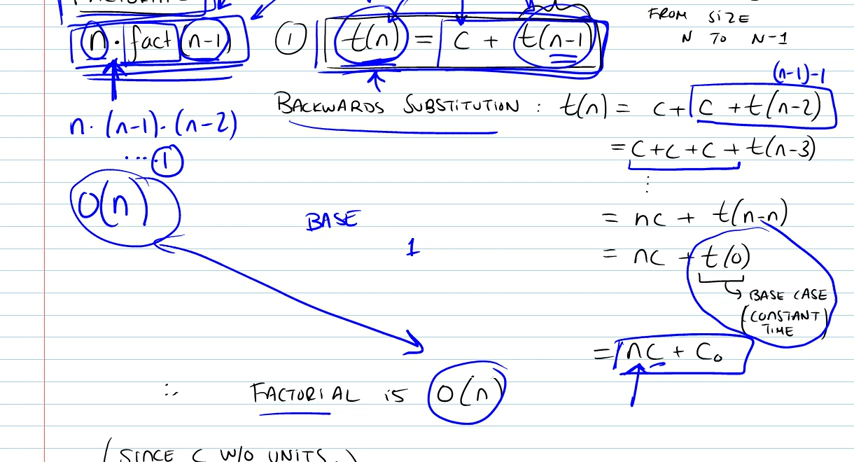 FACTORIAL
FROM SIZE
N TO N-1
n · fact (n-1)
① t(n) = c + t(n-1)
(n-1)-1
BACKWARDS SUBSTITUTION : t(n) = c + c + t(n-2)
n · (n-1) · (n-2)
... ①
= c + c + c + t(n-3)
⋮
O(n)
BASE
1
= nc + t(n-n)
= nc + t(0)
↳ BASE CASE
(CONSTANT
TIME
= nc + c₀
∴ FACTORIAL IS O(n)
(SINCE C W/O UNITS.)